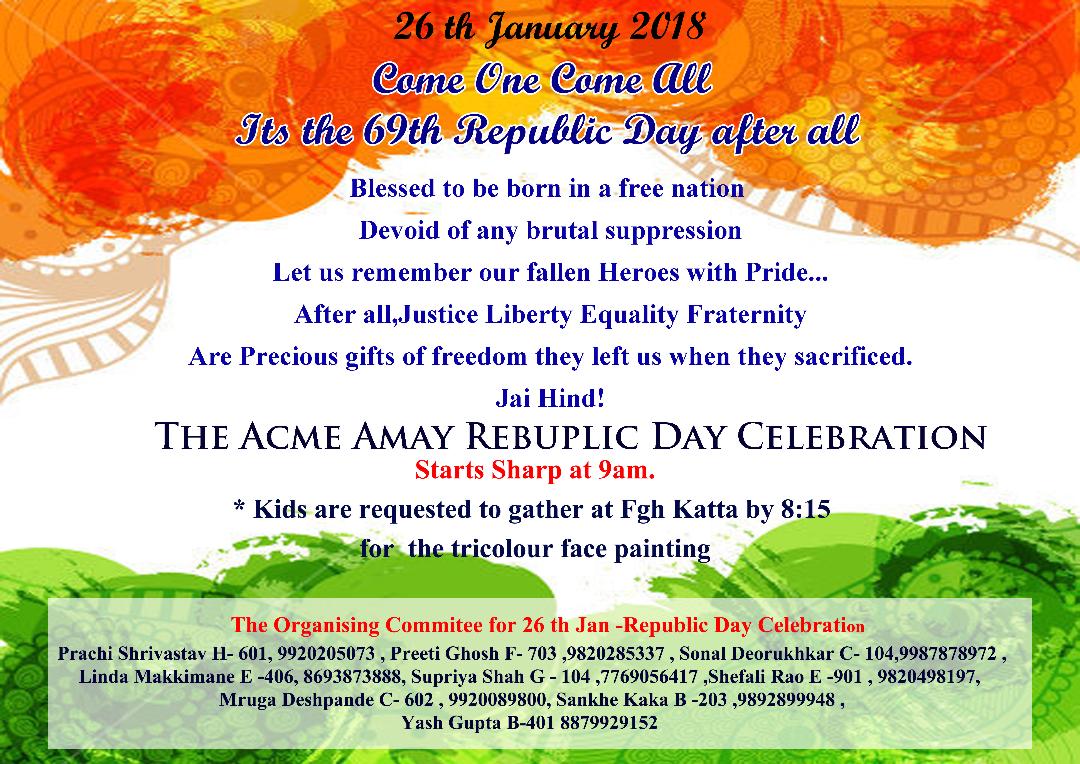 26 th January 2018
Come One Come All
Its the 69th Republic Day after all
Blessed to be born in a free nation
Devoid of any brutal suppression
Let us remember our fallen Heroes with Pride...
After all,Justice Liberty Equality Fraternity
Are Precious gifts of freedom they left us when they sacrificed.
Jai Hind!
THE ACME AMAY REBUPLIC DAY CELEBRATION
Starts Sharp at 9am.
* Kids are requested to gather at Fgh Katta by 8:15
for the tricolour face painting
The Organising Commitee for 26 th Jan -Republic Day Celebration
Prachi Shrivastav H- 601, 9920205073 , Preeti Ghosh F- 703 ,9820285337 , Sonal Deorukhkar C- 104,9987878972 ,
Linda Makkimane E -406, 8693873888, Supriya Shah G - 104 ,7769056417 ,Shefali Rao E -901 , 9820498197,
Mruga Deshpande C- 602 , 9920089800, Sankhe Kaka B -203 ,9892899948 ,
Yash Gupta B-401 8879929152